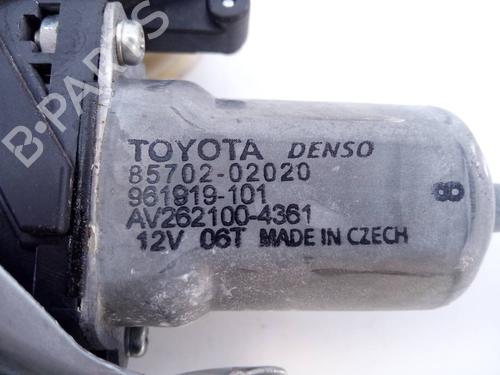 B-PARTS
TOYOTA DENSO
85702-02020
961919-101
AV262100-4361
12V 06T MADE IN CZECH